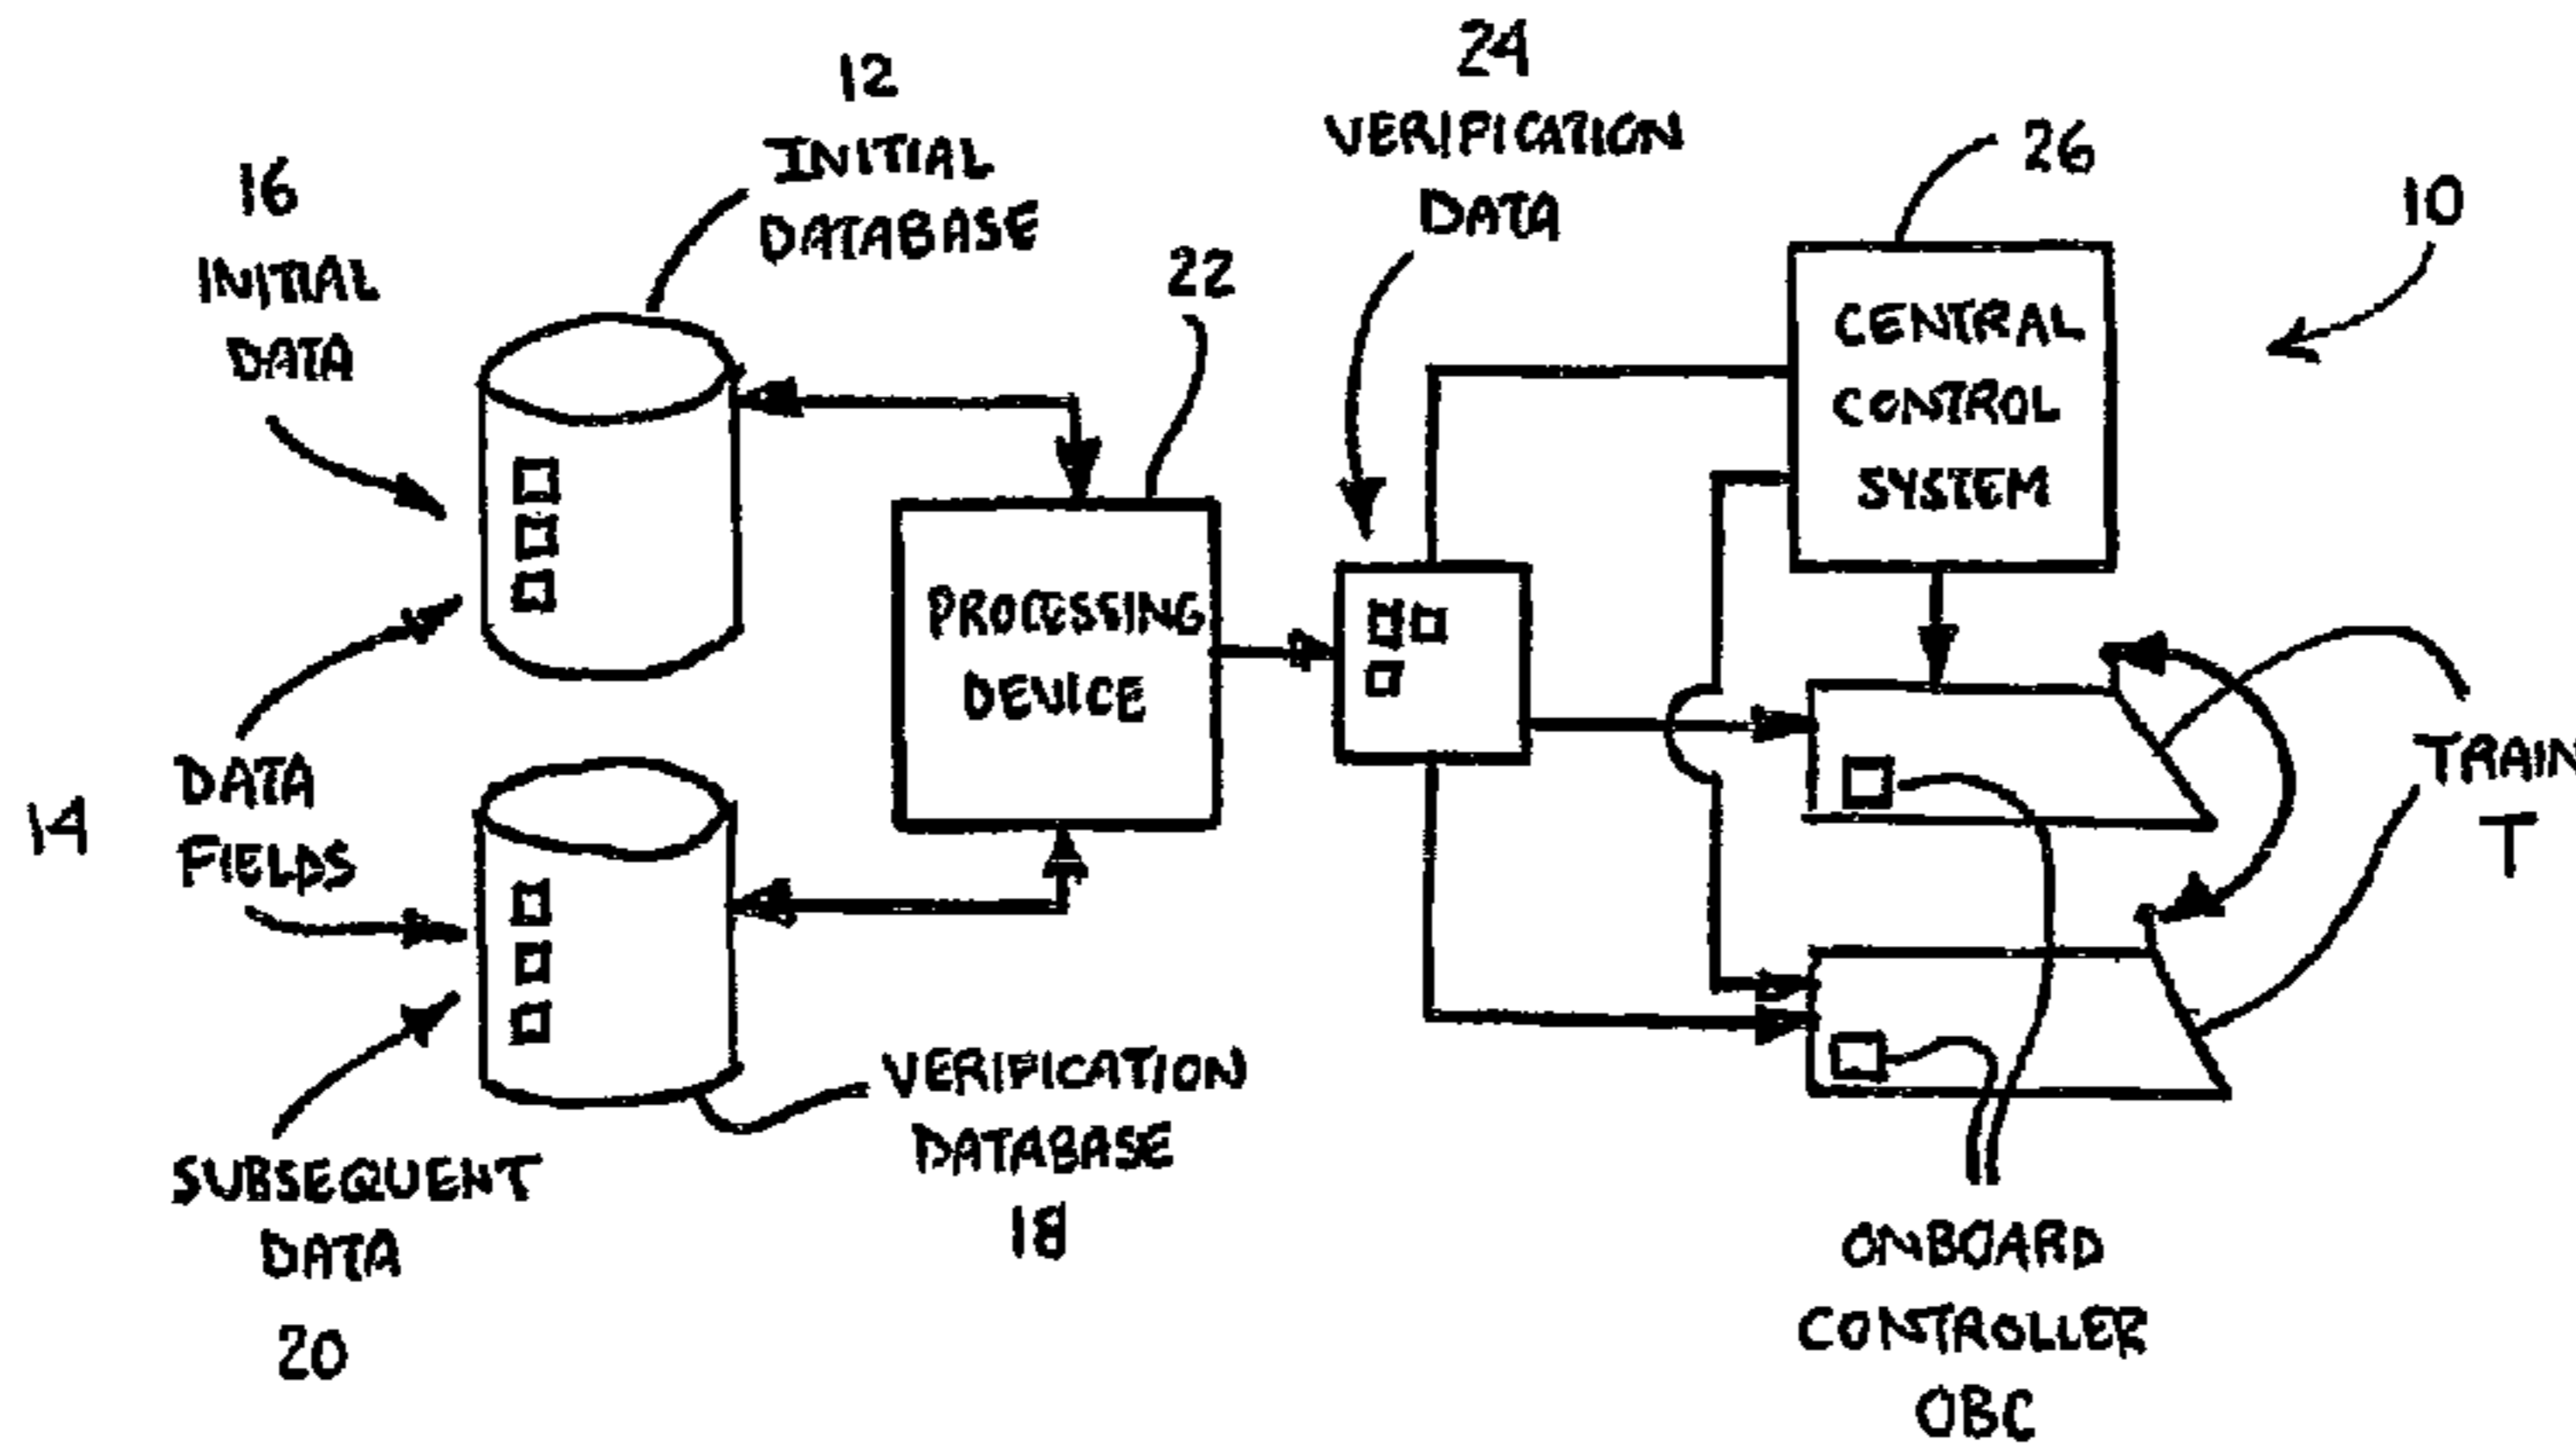 12
INITIAL
DATABASE
16
INITIAL
DATA
24
VERIFICATION
DATA
26
10
22
CENTRAL
CONTROL
SYSTEM
PROCESSING
DEVICE
14
DATA
FIELDS
TRAIN
T
VERIFICATION
DATABASE
18
SUBSEQUENT
DATA
20
ONBOARD
CONTROLLER
OBC